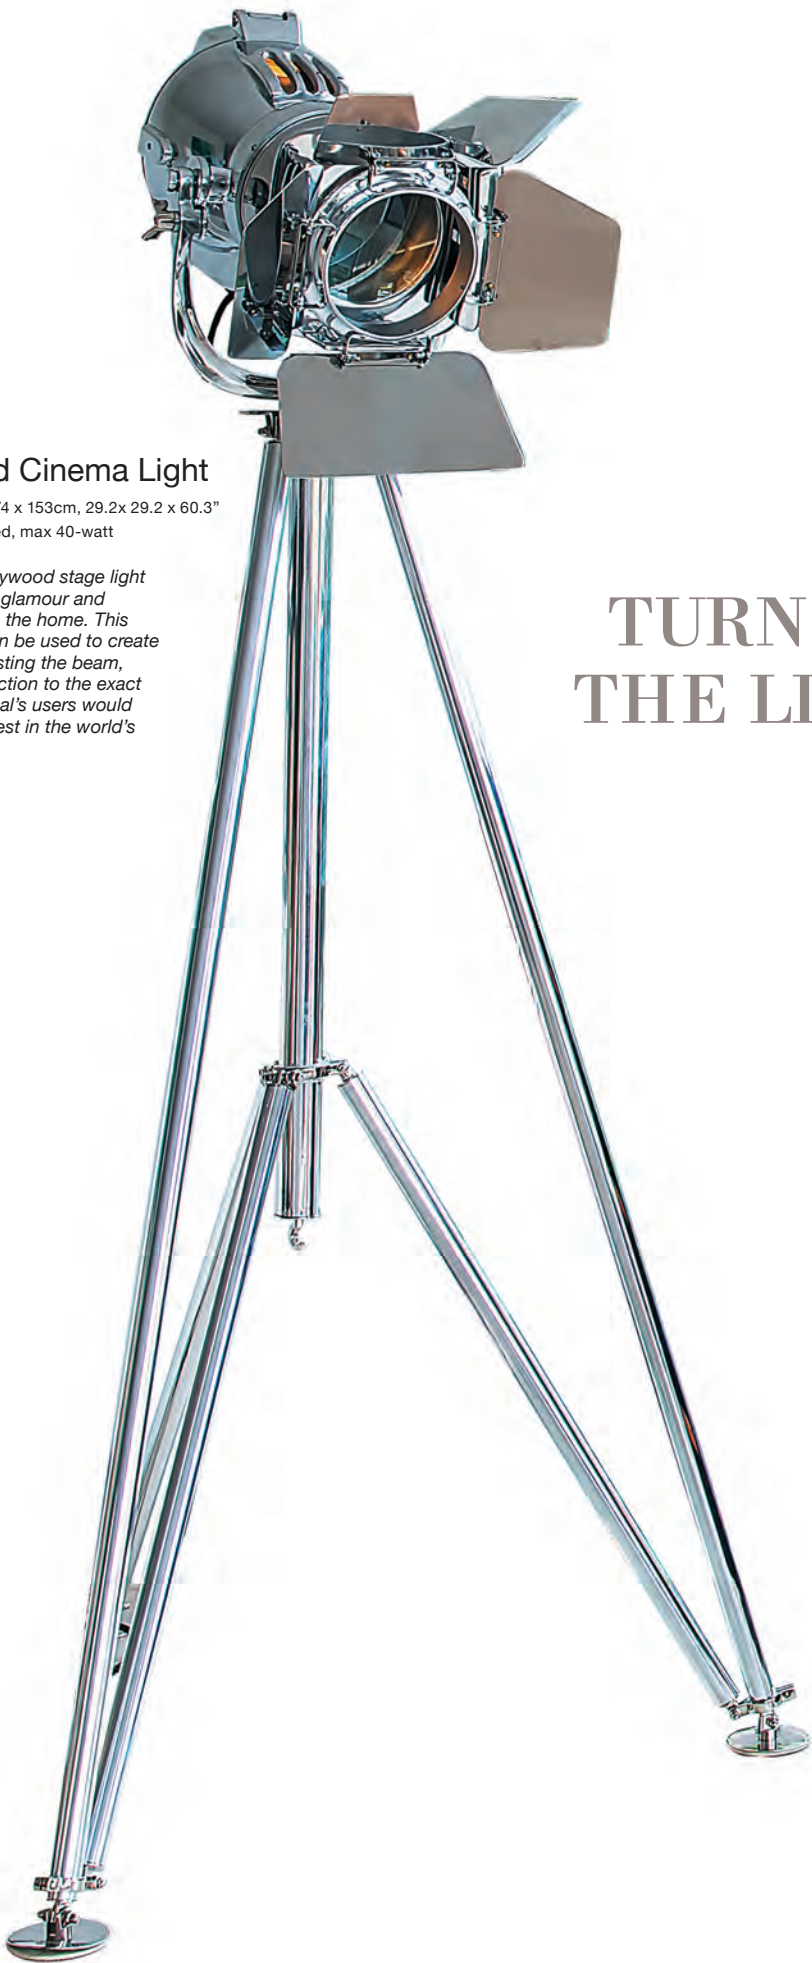 d Cinema Light
4 x 153cm, 29.2x 29.2 x 60.3”
ed, max 40-watt
ywood stage light
glamour and
the home. This
n be used to create
sting the beam,
ction to the exact
al’s users would
est in the world’s
TURN
THE LI